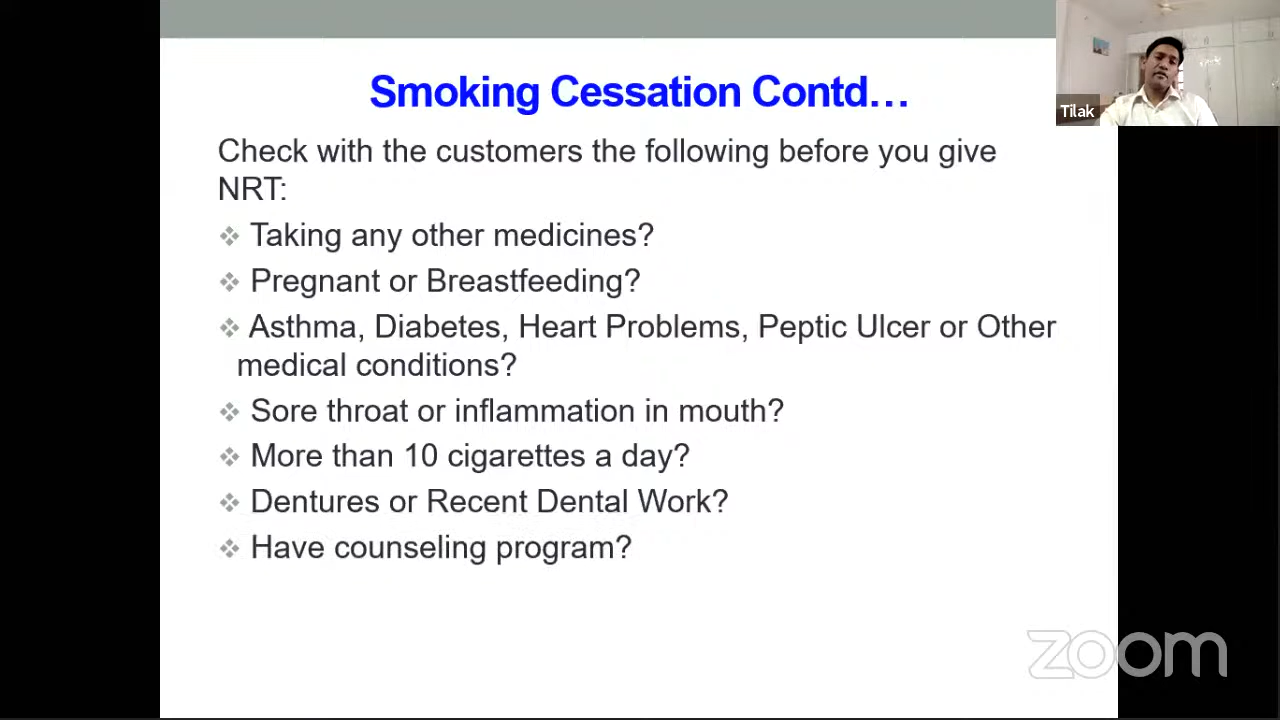 Smoking Cessation Contd…
Check with the customers the following before you give
NRT:
❖ Taking any other medicines?
❖ Pregnant or Breastfeeding?
❖ Asthma, Diabetes, Heart Problems, Peptic Ulcer or Other
medical conditions?
❖ Sore throat or inflammation in mouth?
❖ More than 10 cigarettes a day?
❖ Dentures or Recent Dental Work?
❖ Have counseling program?
Tilak
zoom